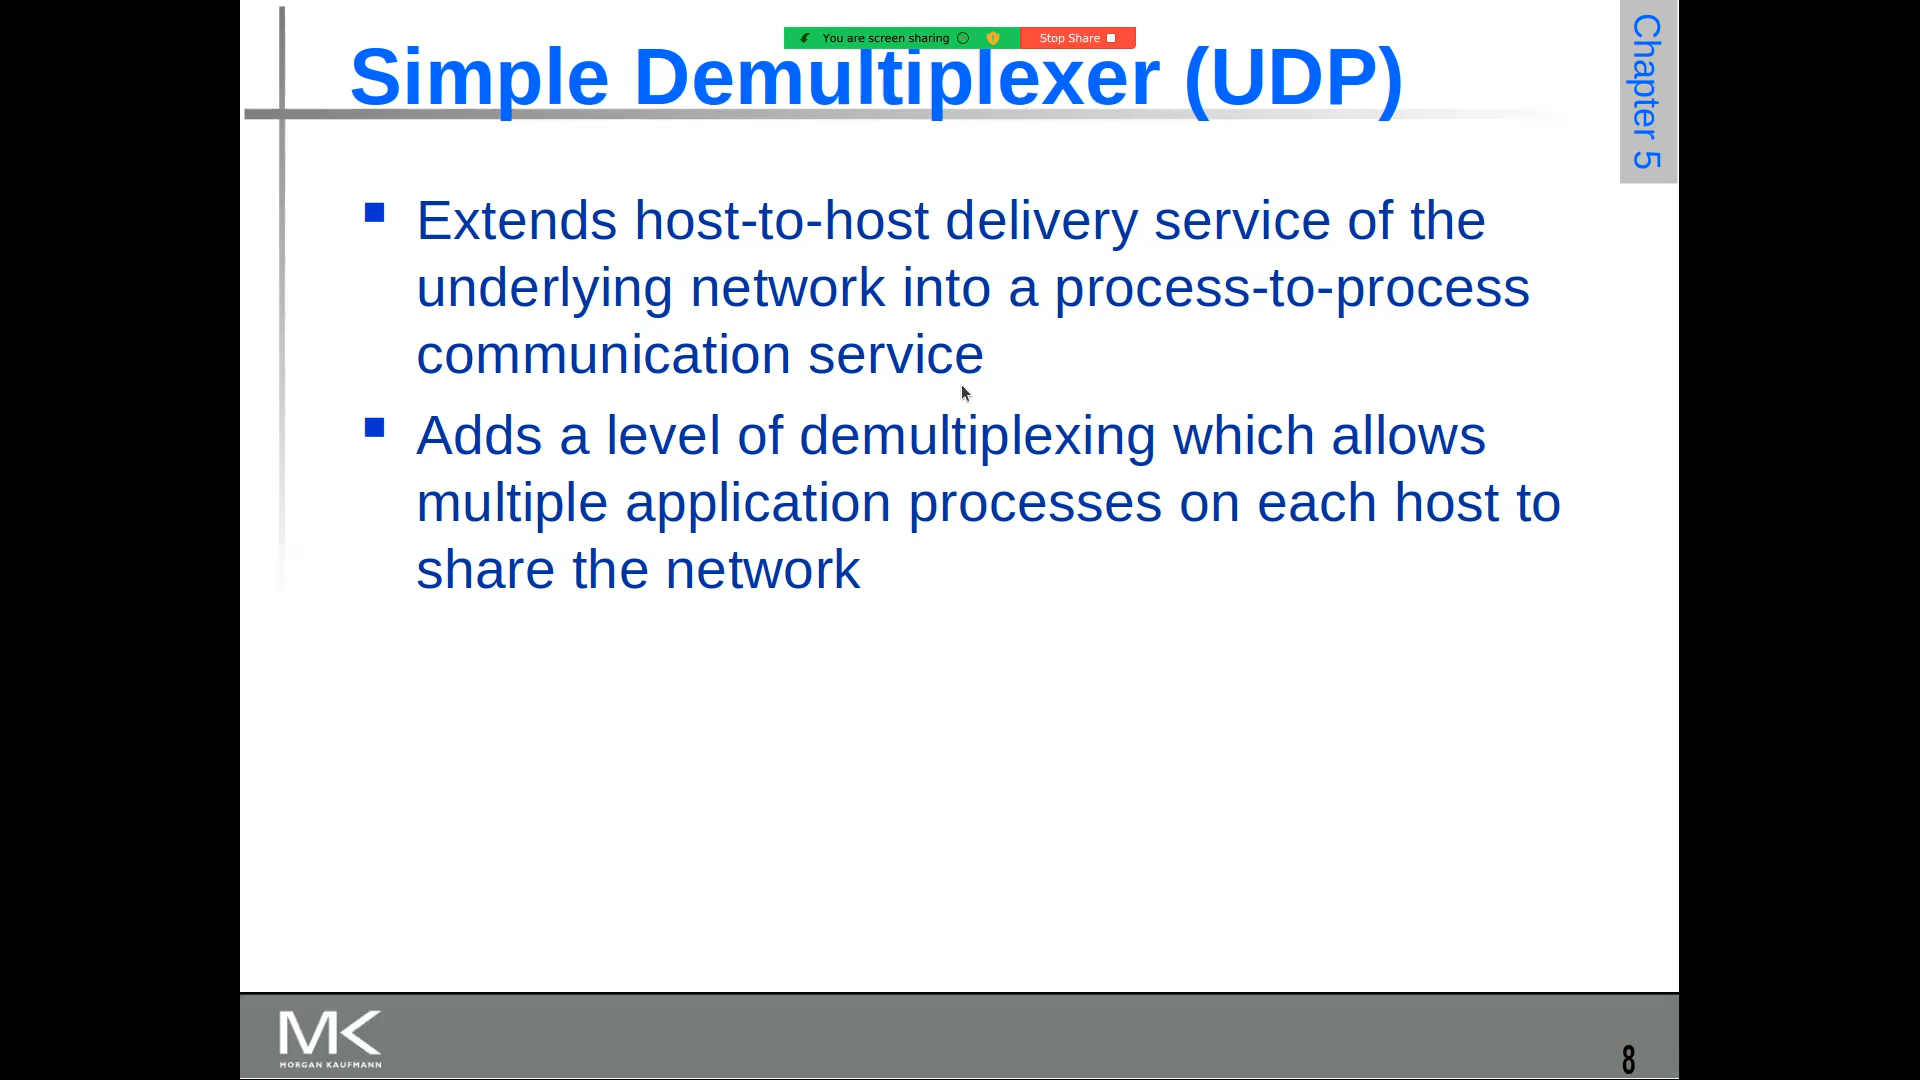 You are screen sharing
Stop Share
Simple Demultiplexer (UDP)
Chapter 5
Extends host-to-host delivery service of the
underlying network into a process-to-process
communication service
Adds a level of demultiplexing which allows
multiple application processes on each host to
share the network
MK
MORGAN KAUFMANN
8